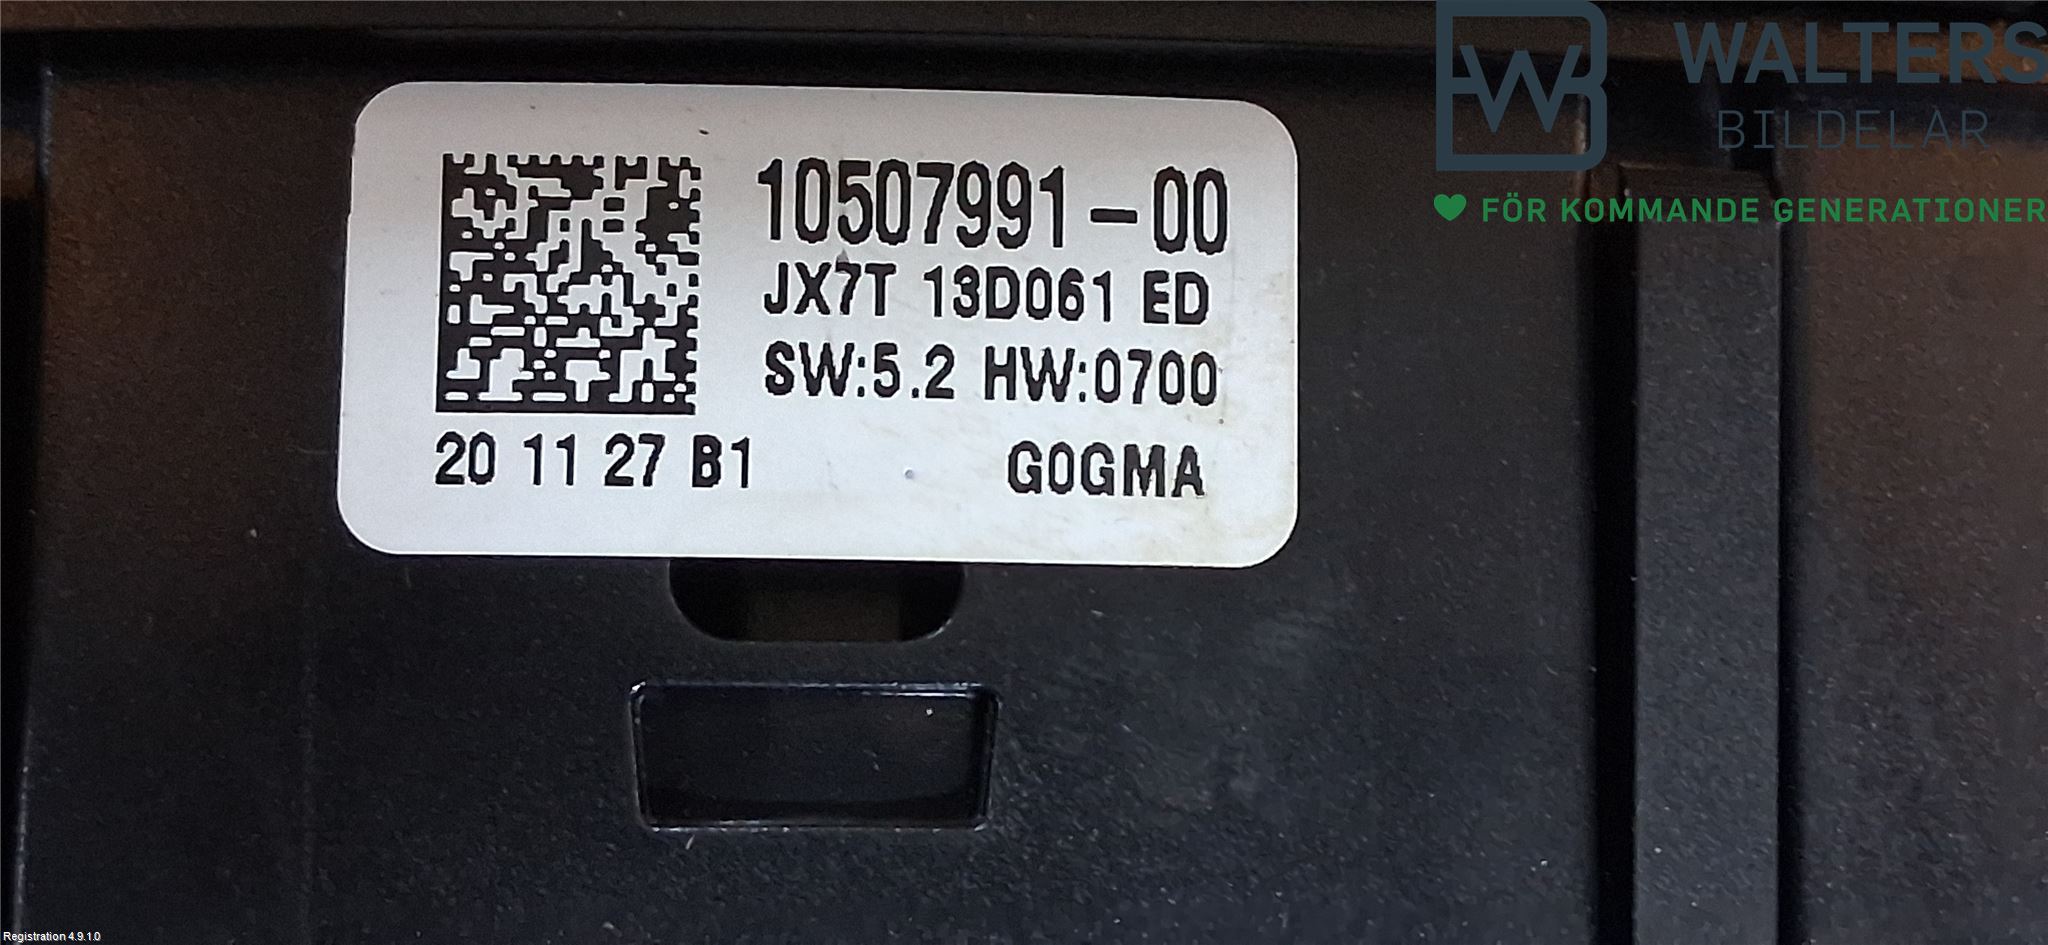 WALTERS
BILDELAR
FÖR KOMMANDE GENERATIONER
10507991-00
JX7T 13D061 ED
SW:5.2 HW:0700
20 11 27 B1 GOGMA
Registration 4.9.1.0